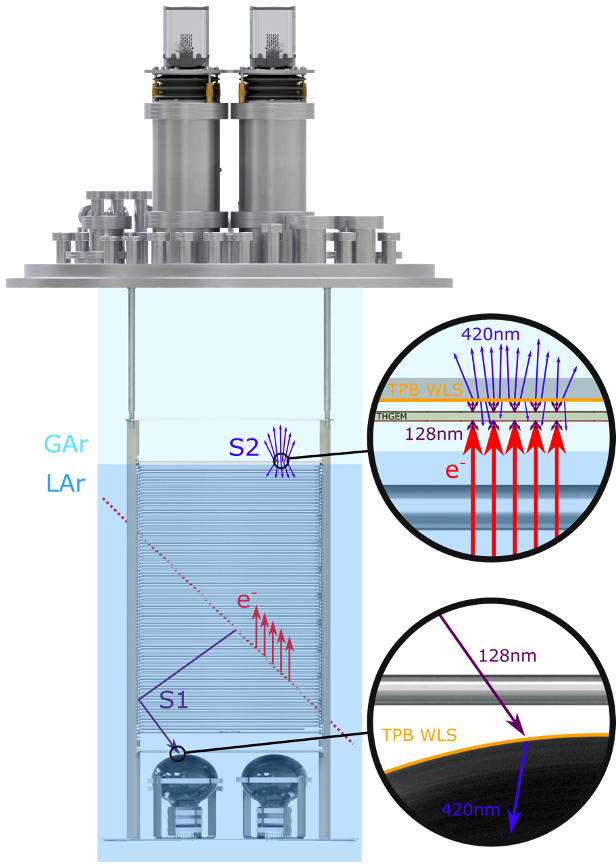 420nm
TPB WLS
THGEM
128nm
e-
GAr
S2
LAr
e-
S1
128nm
TPB WLS
420nm